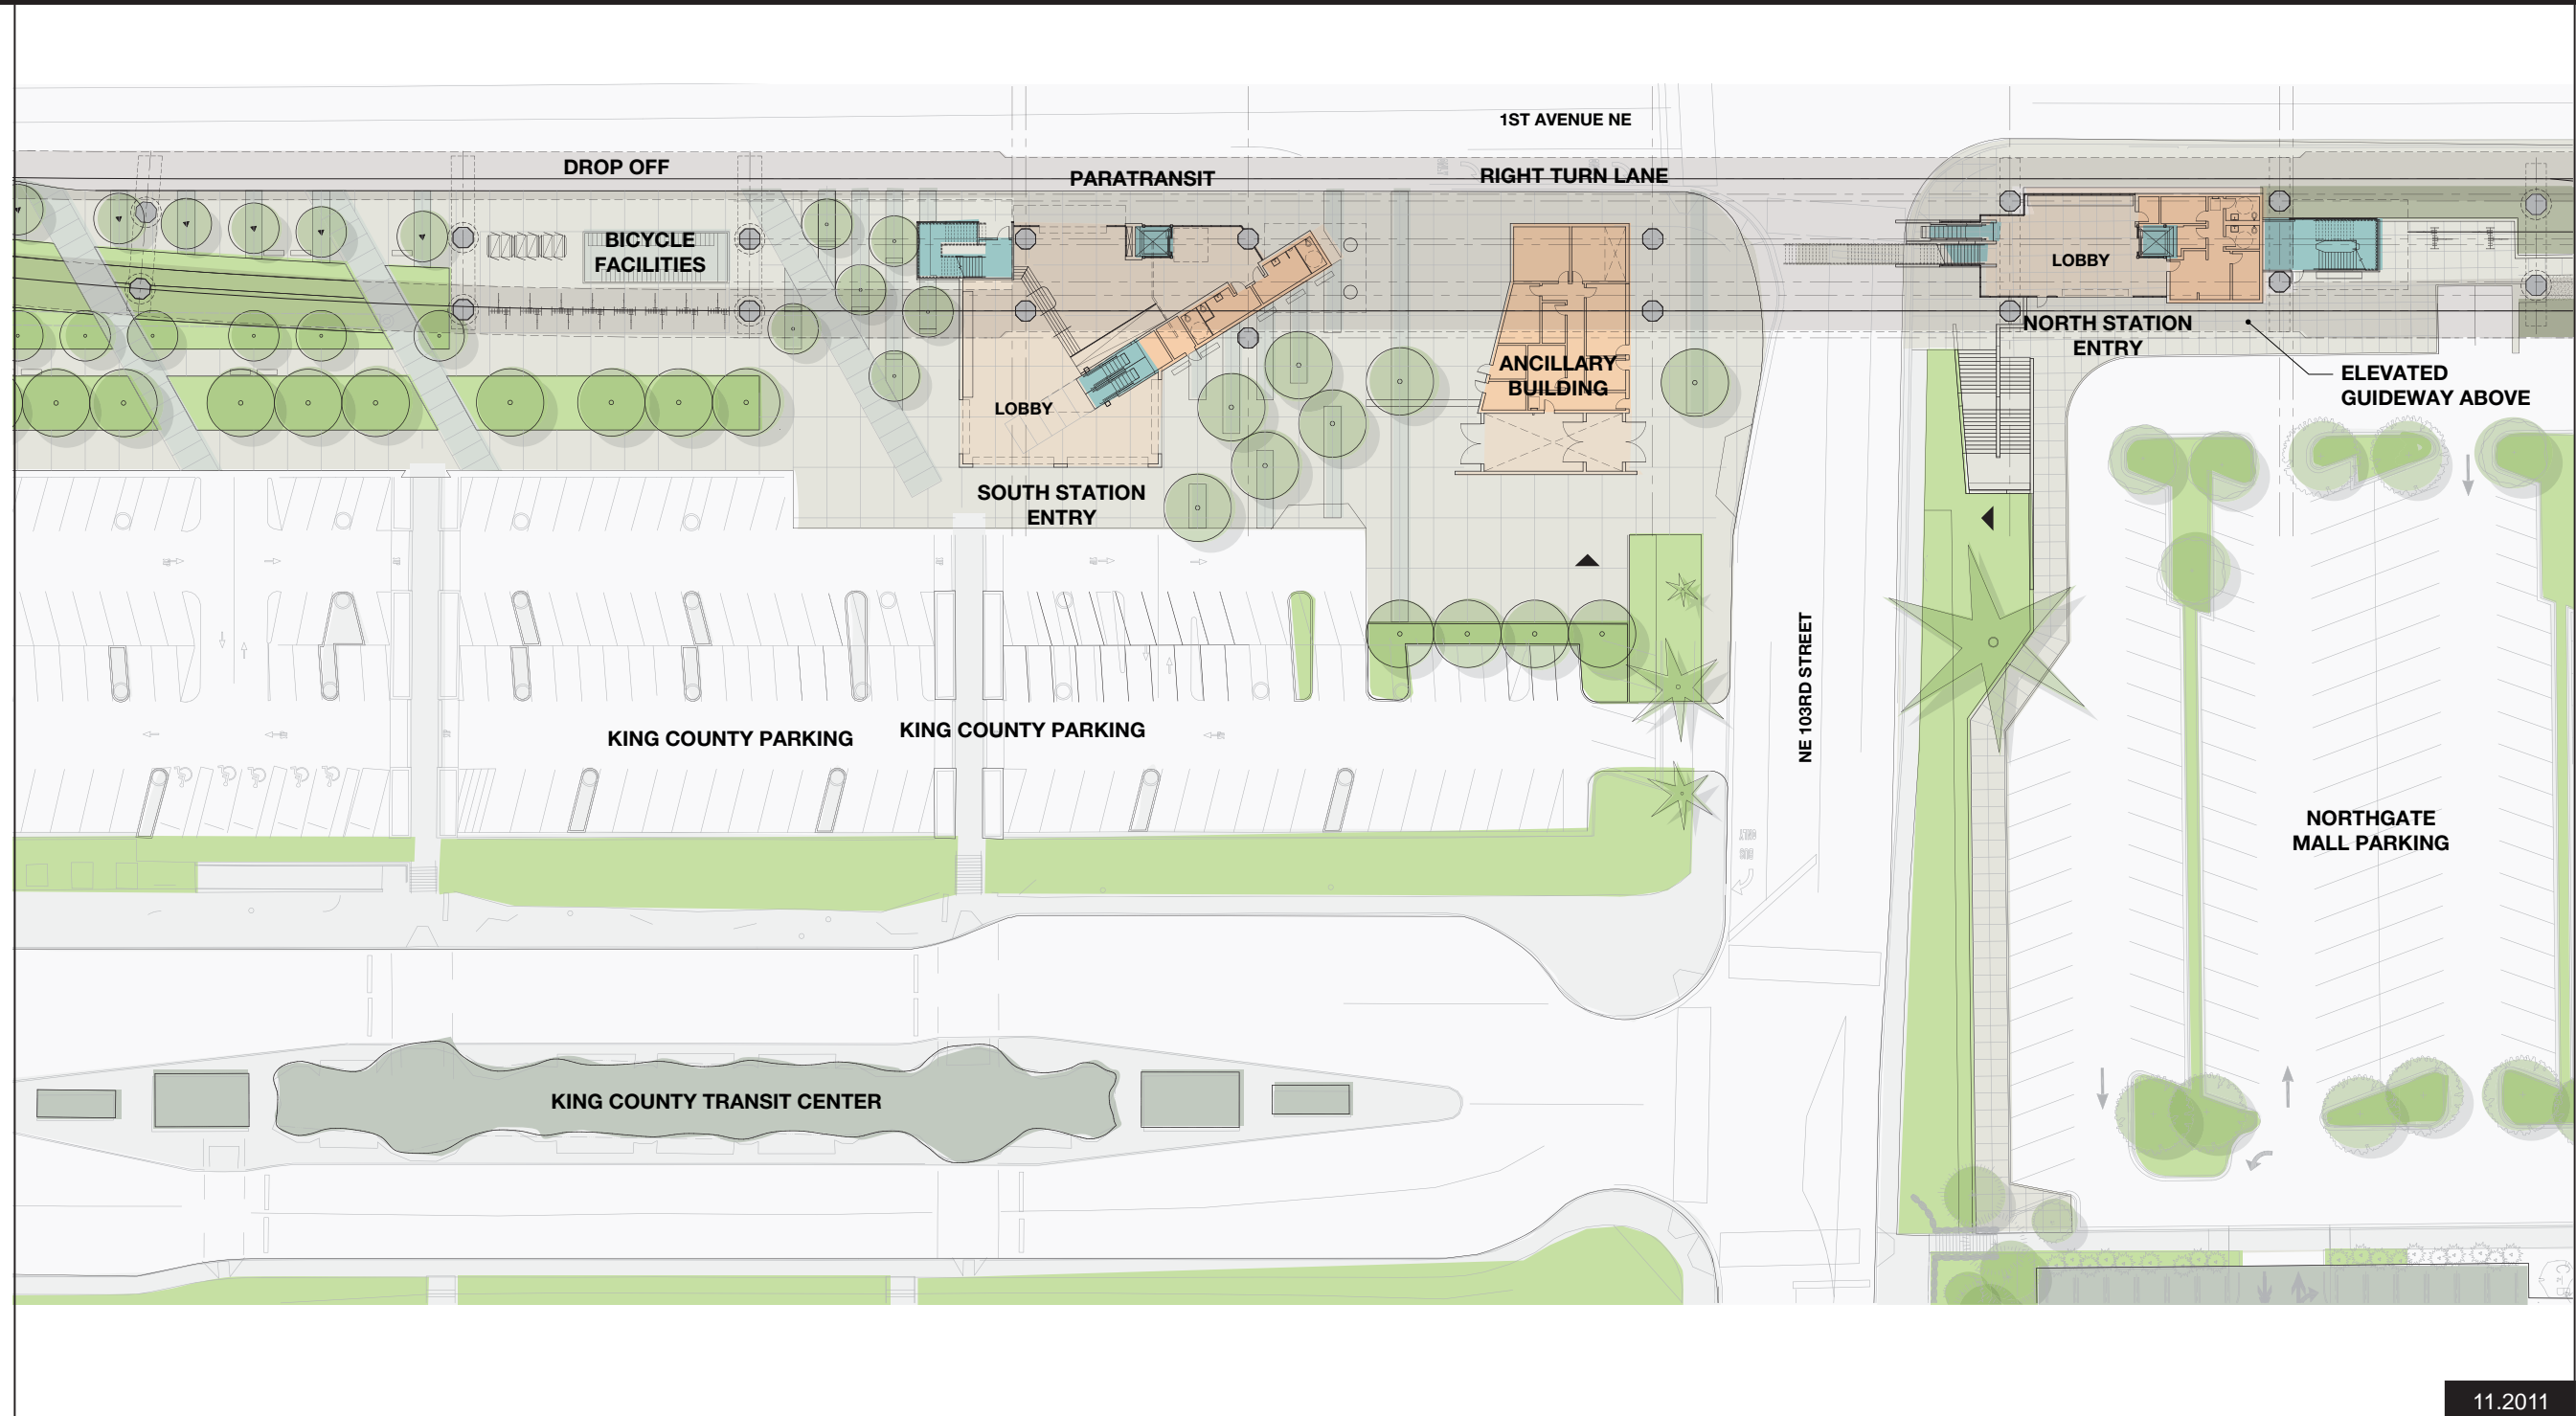 1ST AVENUE NE
DROP OFF
PARATRANSIT
RIGHT TURN LANE
BICYCLE
FACILITIES
LOBBY
NORTH STATION
ENTRY
ANCILLARY
BUILDING
ELEVATED
GUIDEWAY ABOVE
LOBBY
SOUTH STATION
ENTRY
NE 103RD STREET
KING COUNTY PARKING
KING COUNTY PARKING
NORTHGATE
MALL PARKING
KING COUNTY TRANSIT CENTER
11.2011